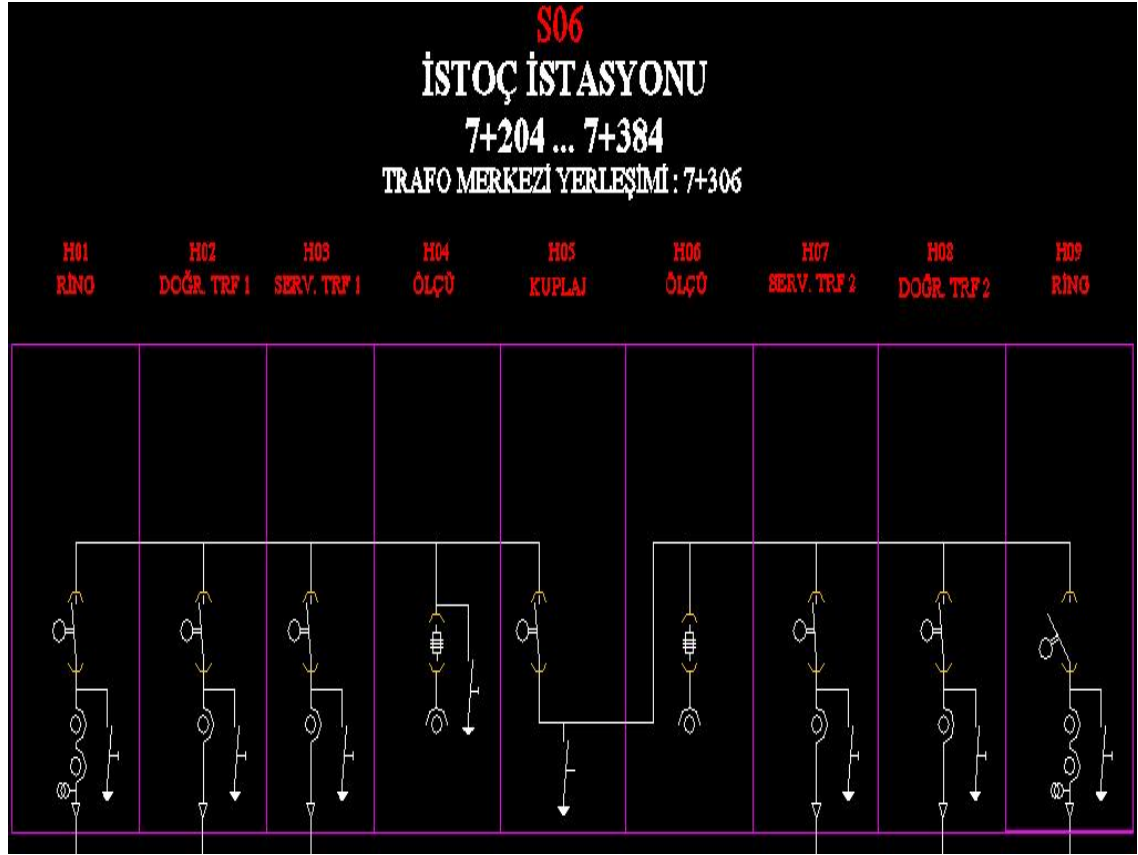 S06
İSTOÇ İSTASYONU
7+204 ... 7+384
TRAFO MERKEZİ YERLEŞİMİ : 7+306
H01 H02 H03 H04 H05 H06 H07 H08 H09
RİNG DOĞR. TRF 1 SERV. TRF 1 ÖLÇÜ KUPLAJ ÖLÇÜ SERV. TRF 2 DOĞR. TRF 2 RİNG